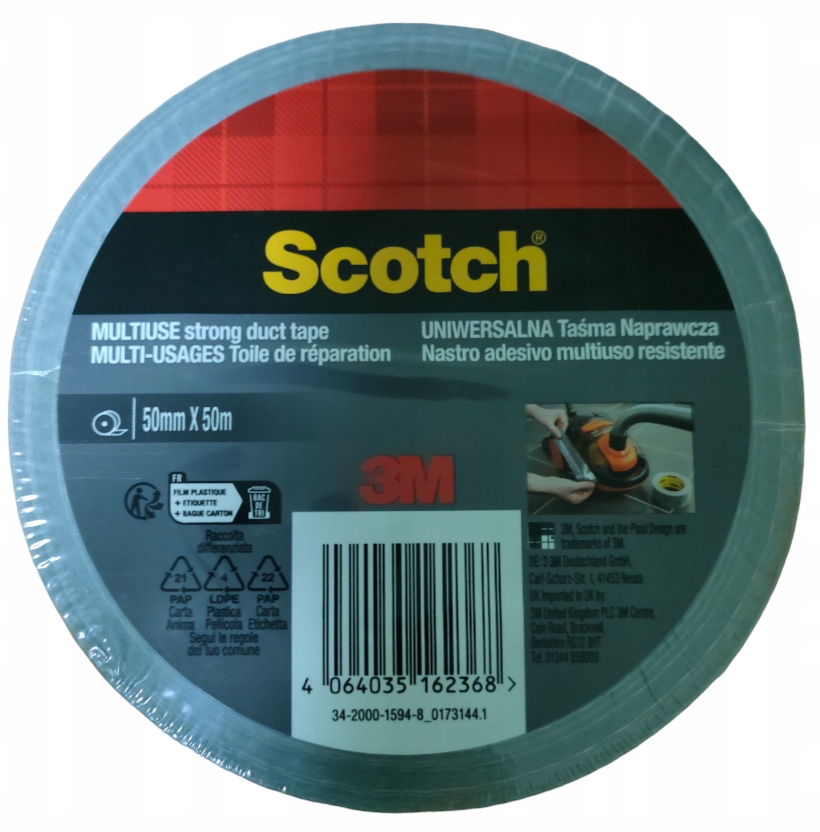 Scotch®
MULTIUSE strong duct tape
MULTI-USAGES Toile de réparation
UNIWERSALNA Taśma Naprawcza
Nastro adesivo multiuso resistente
50mm X 50m
3M
FR
FILM PLASTIQUE
+ ETIQUETTE
+ BAGUE CARTON
BAC
DE
TRI
Raccolta
differenziata
21
PAP
Carta
Anima
4
LDPE
Plastica
Pellicola
22
PAP
Carta
Etichetta
Segui le regole
del tuo comune
3M, Scotch and the Plaid Design are
trademarks of 3M.
DE: 3M Deutschland GmbH,
Carl-Schurz-Str. 1, 41453 Neuss
UK Imported to UK by:
3M United Kingdom PLC 3M Centre,
Cain Road, Bracknell,
Berkshire RG12 8HT
Tel. 01344 858000
4 064035 162368 >
34-2000-1594-8_0173144.1